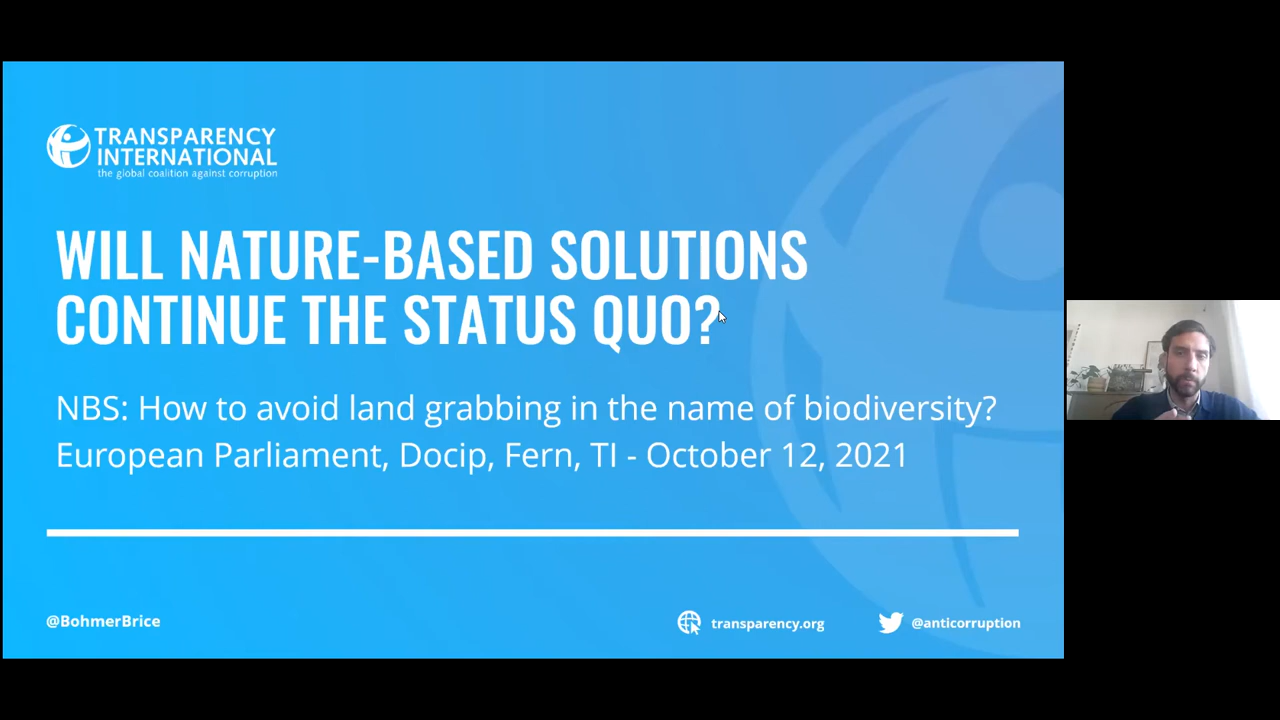 TRANSPARENCY
INTERNATIONAL
the global coalition against corruption
WILL NATURE-BASED SOLUTIONS
CONTINUE THE STATUS QUO?
NBS: How to avoid land grabbing in the name of biodiversity?
European Parliament, Docip, Fern, TI - October 12, 2021
@BohmerBrice
transparency.org
@anticorruption